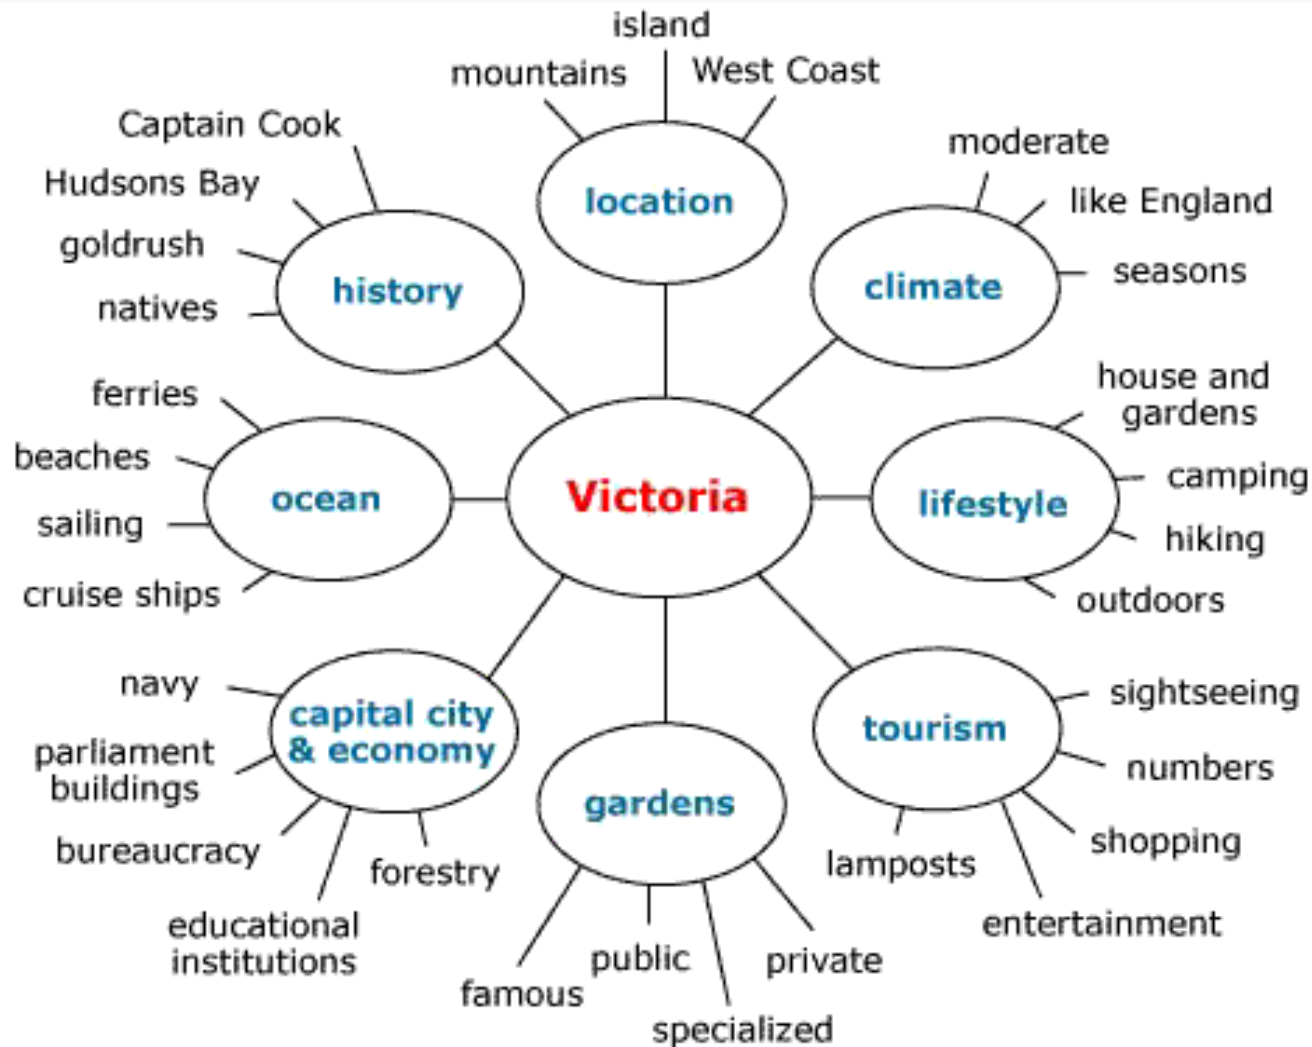 island
mountains
West Coast
location
Captain Cook
Hudsons Bay
goldrush
natives
history
moderate
like England
seasons
climate
ferries
beaches
sailing
cruise ships
ocean
Victoria
house and
gardens
camping
hiking
outdoors
lifestyle
navy
parliament
buildings
bureaucracy
educational
institutions
forestry
capital city
& economy
gardens
famous
public
specialized
private
tourism
sightseeing
numbers
shopping
entertainment
lamposts